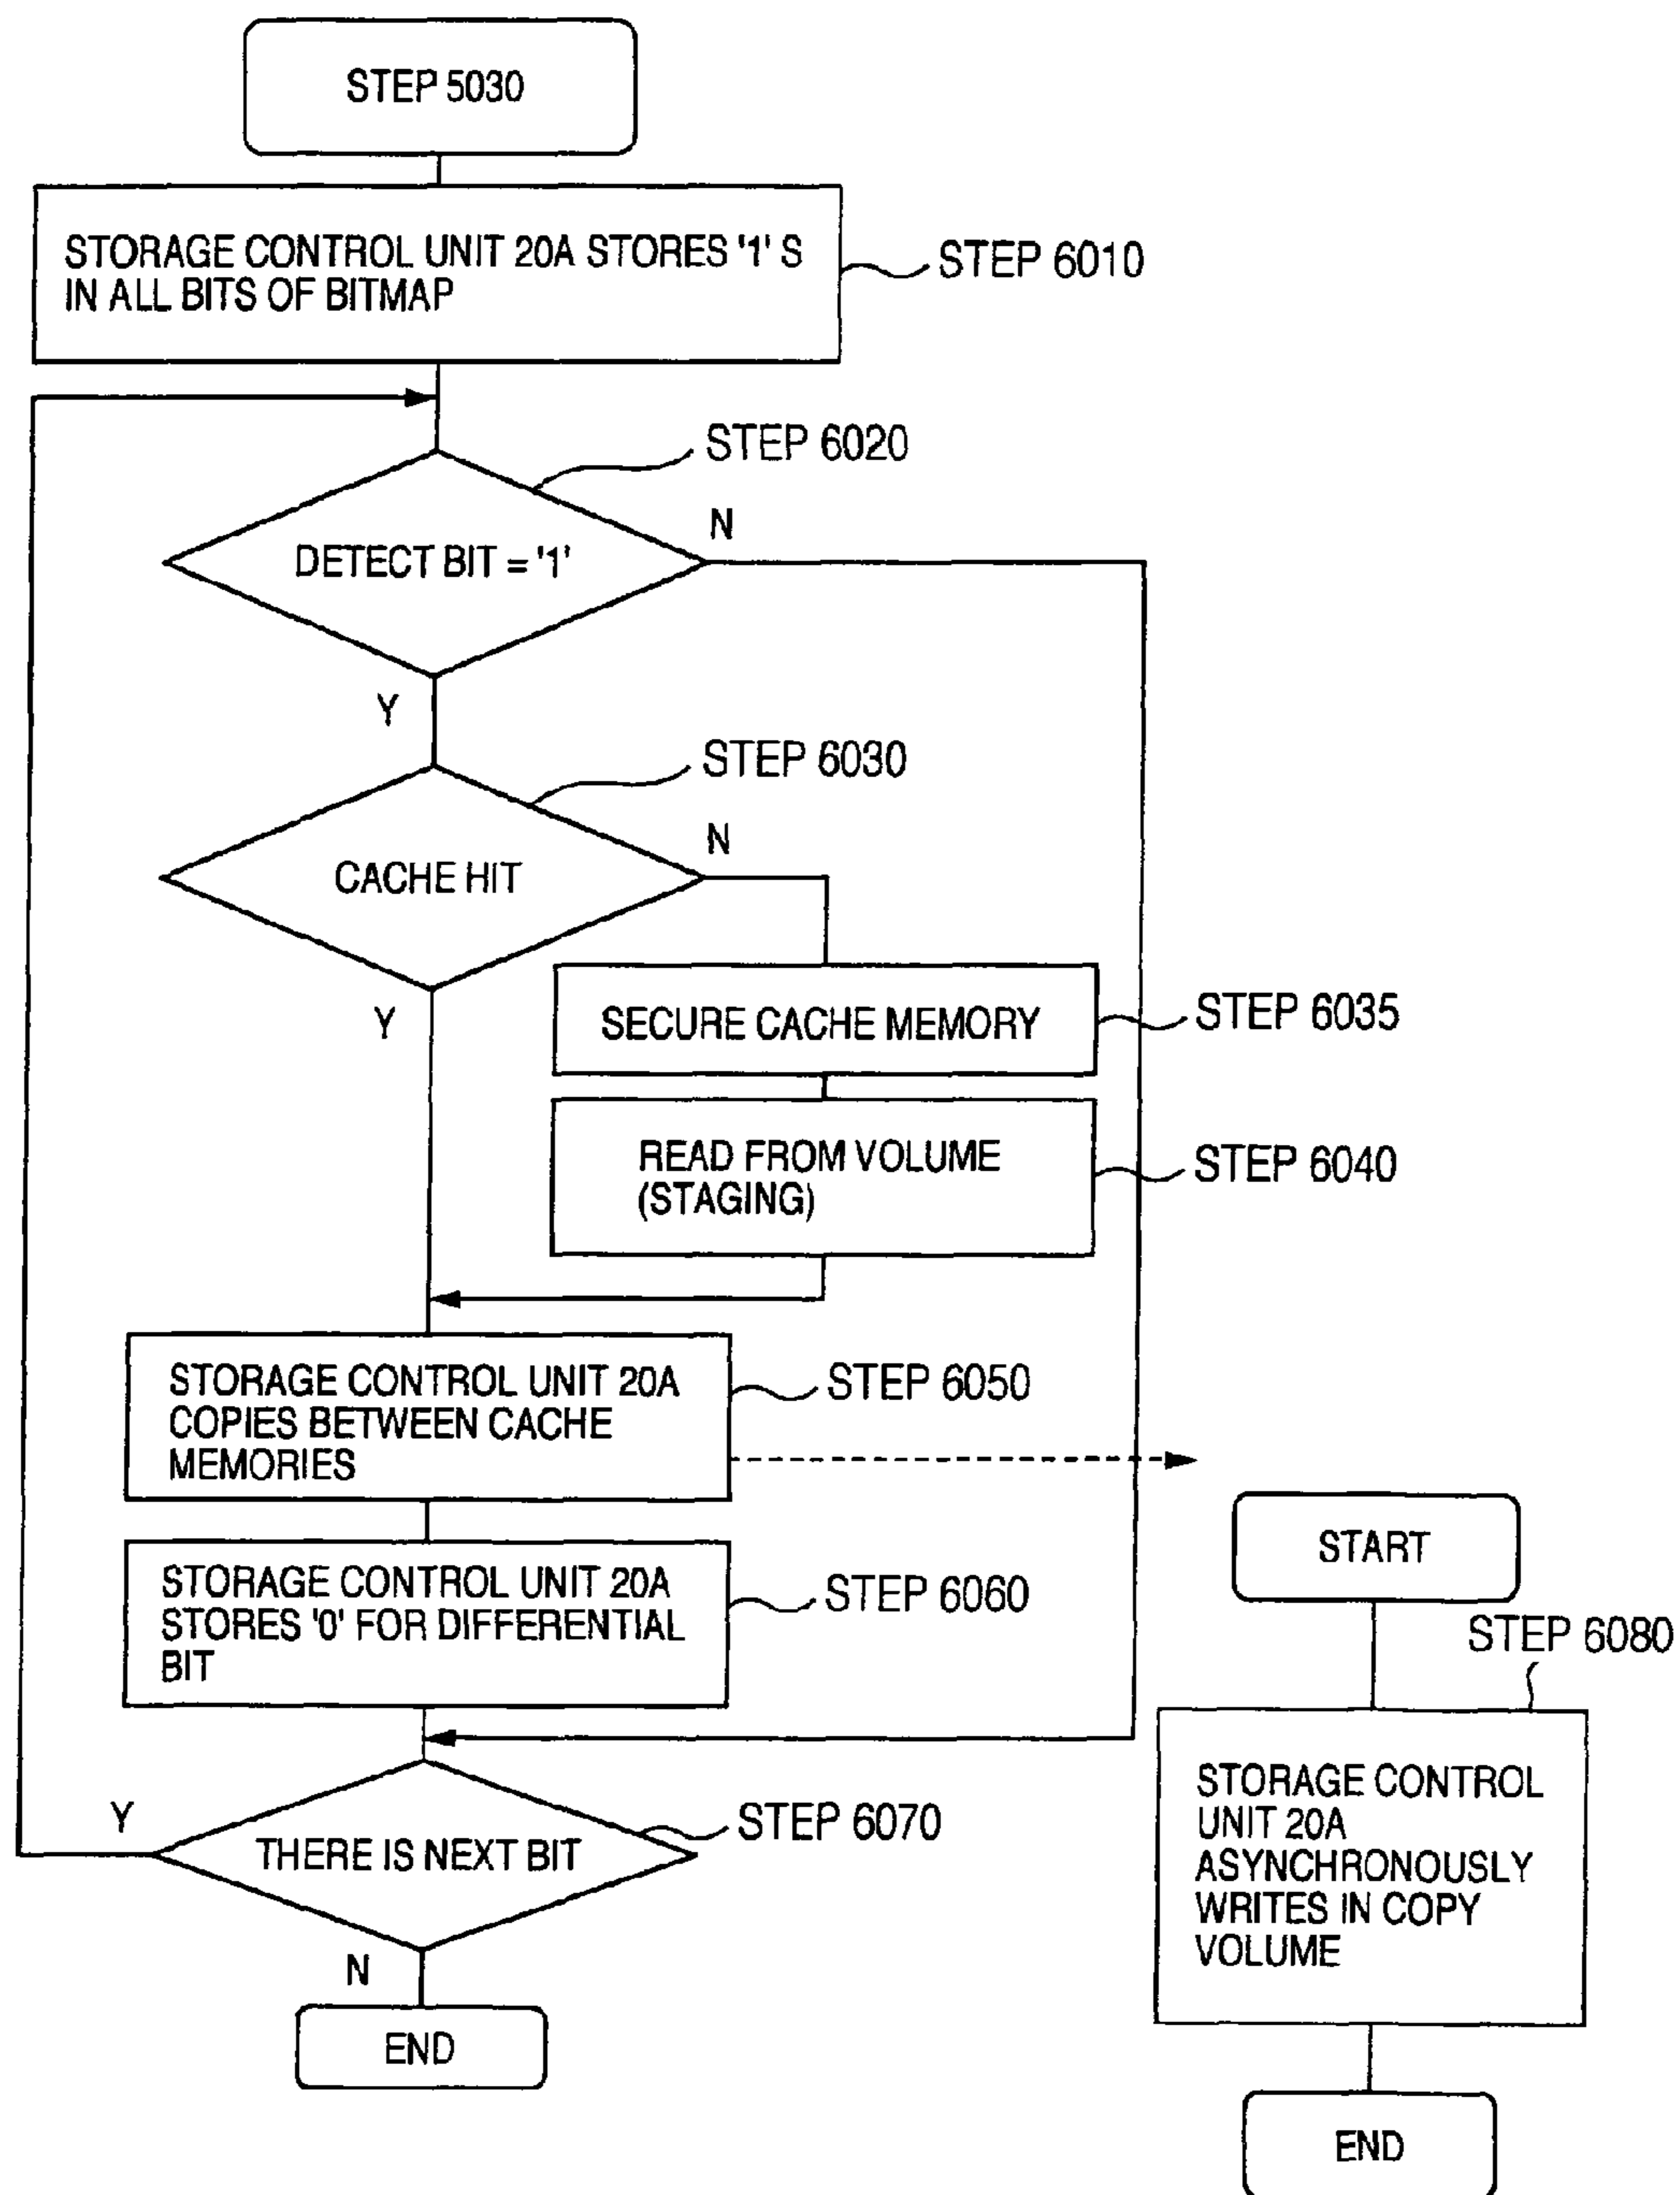 STEP 5030
STORAGE CONTROL UNIT 20A STORES '1' S
IN ALL BITS OF BITMAP
STEP 6010
STEP 6020
DETECT BIT = '1'
N
Y
STEP 6030
CACHE HIT
N
Y
SECURE CACHE MEMORY
STEP 6035
READ FROM VOLUME
(STAGING)
STEP 6040
STORAGE CONTROL UNIT 20A
COPIES BETWEEN CACHE
MEMORIES
STEP 6050
STORAGE CONTROL UNIT 20A
STORES '0' FOR DIFFERENTIAL
BIT
STEP 6060
THERE IS NEXT BIT
STEP 6070
Y
N
END
START
STEP 6080
STORAGE CONTROL
UNIT 20A
ASYNCHRONOUSLY
WRITES IN COPY
VOLUME
END